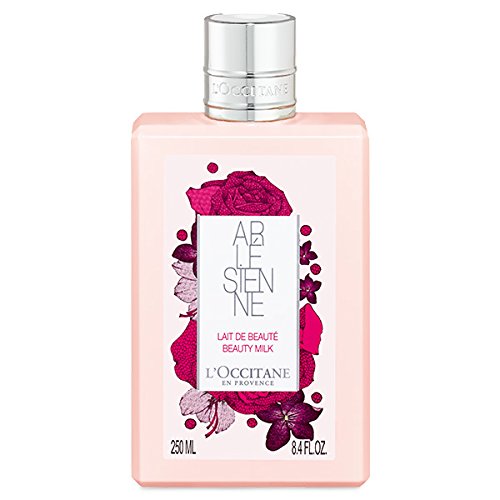 L'OCCITANE
AR
LÉ
SIEN
NE
LAIT DE BEAUTÉ
BEAUTY MILK
L'OCCITANE
EN PROVENCE
250 ML
8.4 FL.OZ.